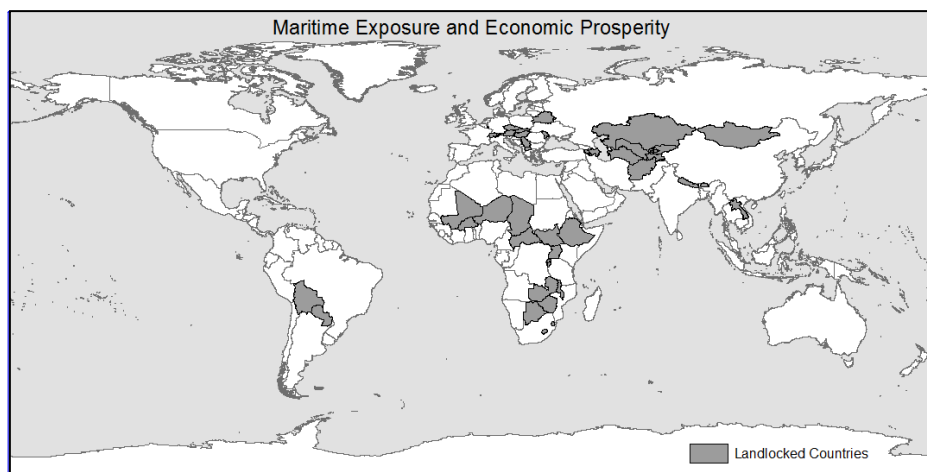 Maritime Exposure and Economic Prosperity
Landlocked Countries